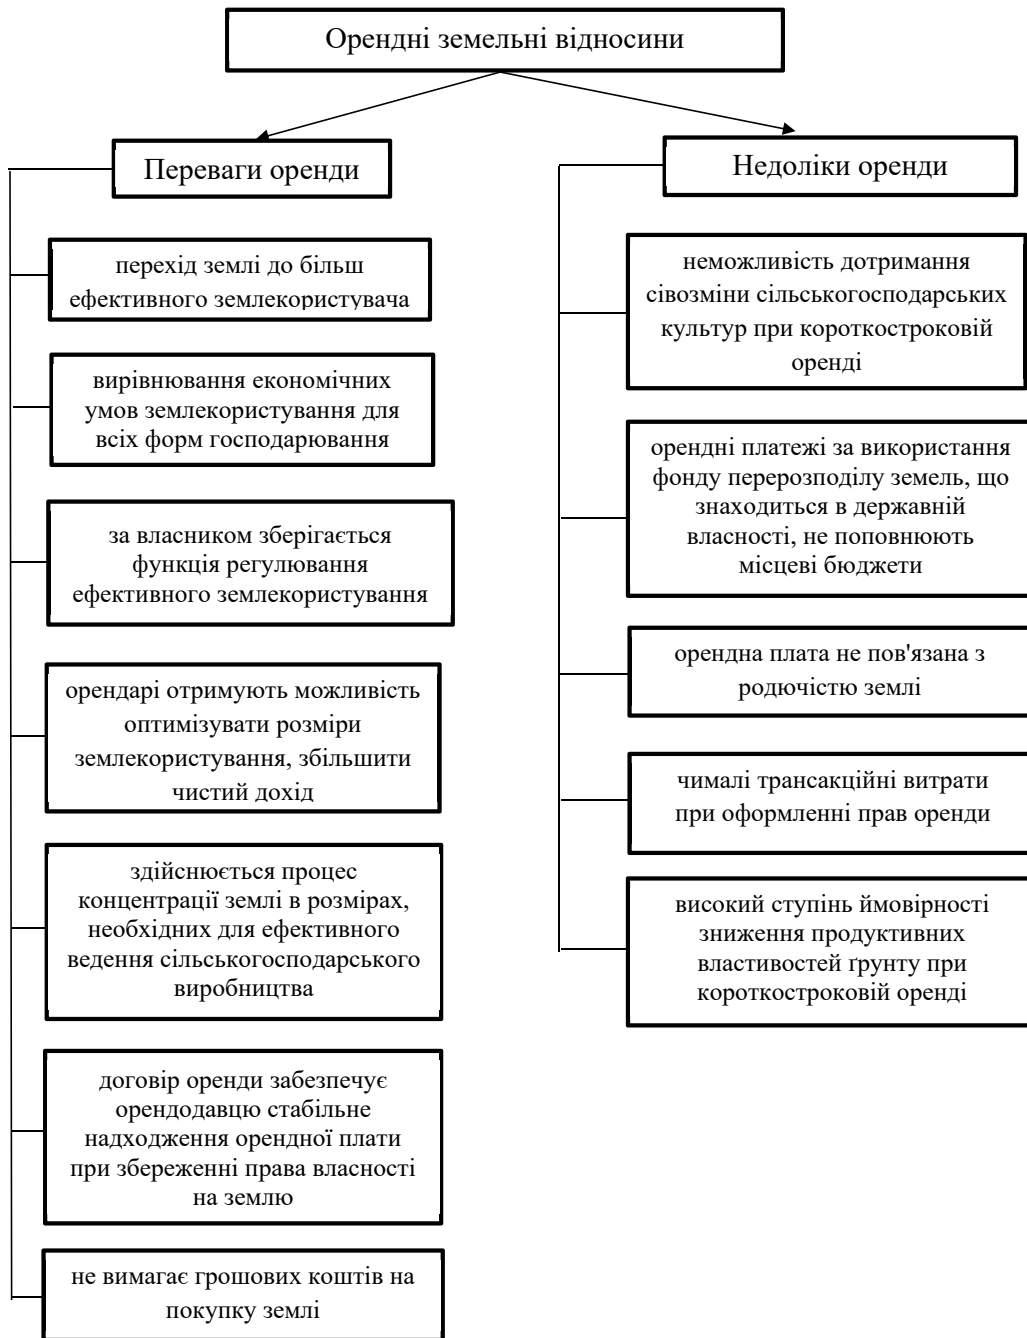 Орендні земельні відносини
Переваги оренди
перехід землі до більш
ефективного землекористувача
вирівнювання економічних
умов землекористування для
всіх форм господарювання
за власником зберігається
функція регулювання
ефективного землекористування
орендарі отримують можливість
оптимізувати розміри
землекористування, збільшити
чистий дохід
здійснюється процес
концентрації землі в розмірах,
необхідних для ефективного
ведення сільськогосподарського
виробництва
договір оренди забезпечує
орендодавцю стабільне
надходження орендної плати
при збереженні права власності
на землю
не вимагає грошових коштів на
покупку землі
Недоліки оренди
неможливість дотримання
сівозміни сільськогосподарських
культур при короткостроковій
оренді
орендні платежі за використання
фонду перерозподілу земель, що
знаходиться в державній
власності, не поповнюють
місцеві бюджети
орендна плата не пов'язана з
родючістю землі
чималі трансакційні витрати
при оформленні прав оренди
високий ступінь ймовірності
зниження продуктивних
властивостей ґрунту при
короткостроковій оренді